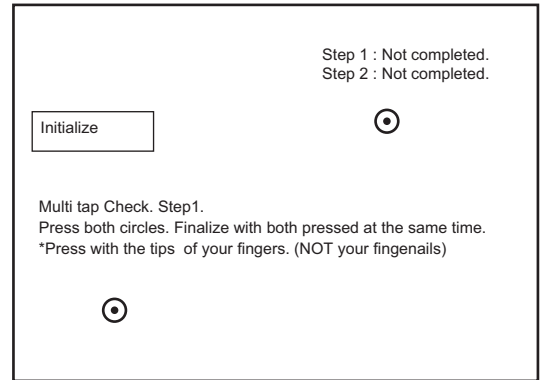 Step 1 : Not completed.
Step 2 : Not completed.
Initialize
Multi tap Check. Step1.
Press both circles. Finalize with both pressed at the same time.
*Press with the tips of your fingers. (NOT your fingenails)